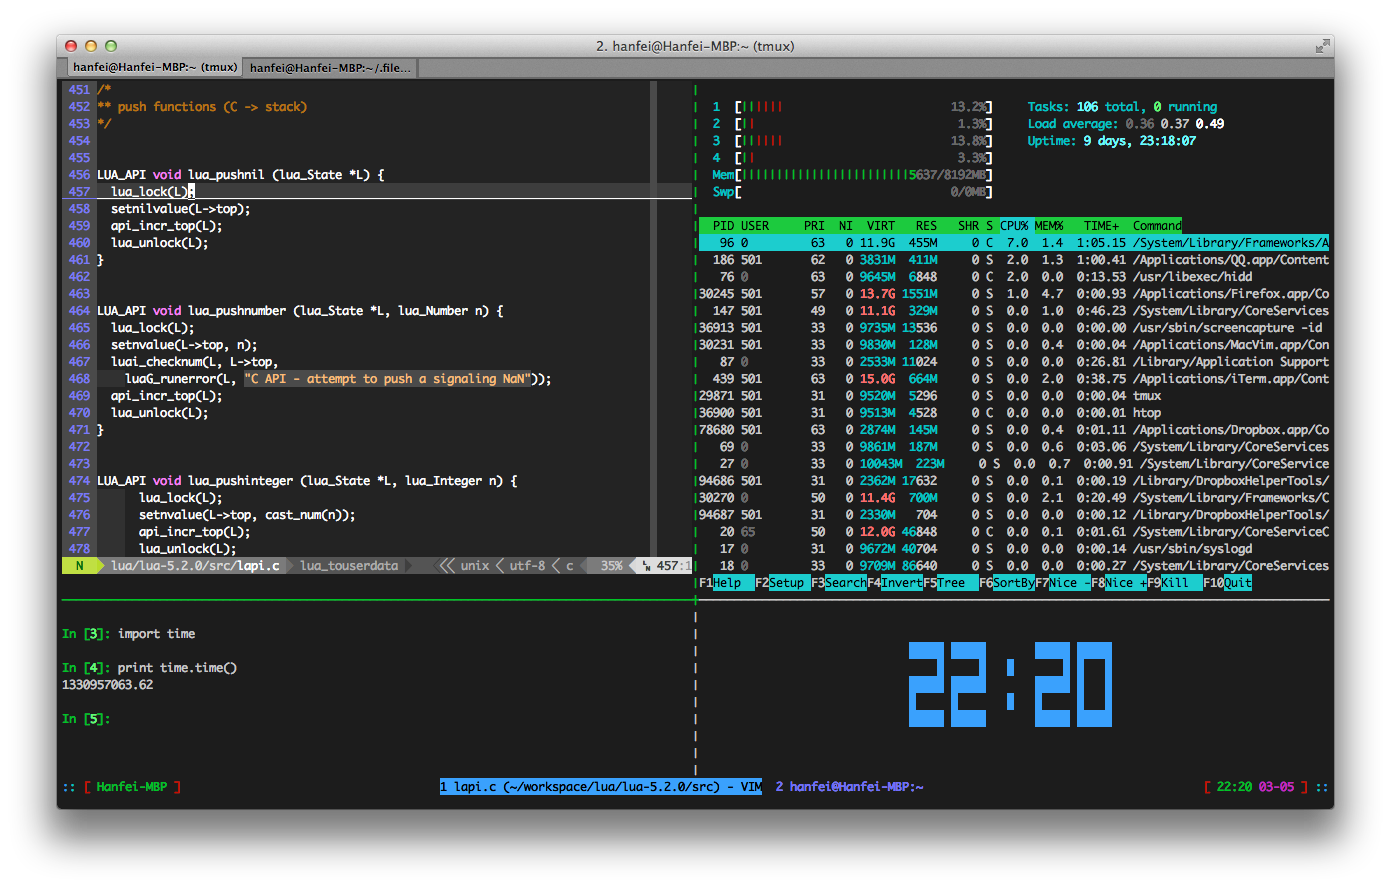 2. hanfei@Hanfei-MBP:~ (tmux)
hanfei@Hanfei-MBP:~ (tmux)
hanfei@Hanfei-MBP:~/.file...
451 /*
452 ** push functions (C -> stack)
453 */
454
455
456 LUA_API void lua_pushnil (lua_State *L) {
457   lua_lock(L);
458   setnilvalue(L->top);
459   api_incr_top(L);
460   lua_unlock(L);
461 }
462
463
464 LUA_API void lua_pushnumber (lua_State *L, lua_Number n) {
465   lua_lock(L);
466   setnvalue(L->top, n);
467   luai_checknum(L, L->top,
468     luaG_runerror(L, "C API - attempt to push a signaling NaN"));
469   api_incr_top(L);
470   lua_unlock(L);
471 }
472
473
474 LUA_API void lua_pushinteger (lua_State *L, lua_Integer n) {
475       lua_lock(L);
476       setnvalue(L->top, cast_num(n));
477       api_incr_top(L);
478       lua_unlock(L);
N lua/lua-5.2.0/src/lapi.c lua_touserdata unix utf-8 c 35% 457:1
1 [|||||| 13.2%]
2 [|| 1.3%]
3 [|||||| 13.8%]
4 [|| 3.3%]
Mem[||||||||||||||||||||||||5637/8192MB]
Swp[ 0/0MB]
Tasks: 106 total, 0 running
Load average: 0.36 0.37 0.49
Uptime: 9 days, 23:18:07
PID USER PRI NI VIRT RES SHR S CPU% MEM% TIME+ Command
96 0 63 0 11.9G 455M 0 C 7.0 1.4 1:05.15 /System/Library/Frameworks/A
186 501 62 0 3831M 411M 0 S 2.0 1.3 1:00.41 /Applications/QQ.app/Content
76 0 63 0 9645M 6848 0 C 2.0 0.0 0:13.53 /usr/libexec/hidd
30245 501 57 0 13.7G 1551M 0 S 1.0 4.7 0:00.93 /Applications/Firefox.app/Co
147 501 49 0 11.1G 329M 0 S 0.0 1.0 0:46.23 /System/Library/CoreServices
36913 501 33 0 9735M 13536 0 S 0.0 0.0 0:00.00 /usr/sbin/screencapture -id
30231 501 33 0 9830M 128M 0 S 0.0 0.4 0:00.04 /Applications/MacVim.app/Con
87 0 33 0 2533M 11024 0 S 0.0 0.0 0:26.81 /Library/Application Support
439 501 63 0 15.0G 664M 0 S 0.0 2.0 0:38.75 /Applications/iTerm.app/Cont
29871 501 31 0 9520M 5296 0 S 0.0 0.0 0:00.04 tmux
36900 501 31 0 9513M 4528 0 C 0.0 0.0 0:00.01 htop
78680 501 31 0 2874M 145M 0 S 0.0 0.4 0:01.11 /Applications/Dropbox.app/Co
69 0 33 0 9861M 187M 0 S 0.0 0.6 0:03.06 /System/Library/CoreServices
27 0 33 0 10043M 223M 0 S 0.0 0.7 0:00.91 /System/Library/CoreService
94686 501 31 0 2362M 17632 0 S 0.0 0.1 0:00.19 /Library/DropboxHelperTools/
30270 0 50 0 11.4G 700M 0 S 0.0 2.1 0:20.49 /System/Library/Frameworks/C
94687 501 31 0 2330M 704 0 S 0.0 0.0 0:00.12 /Library/DropboxHelperTools/
20 65 50 0 12.0G 46848 0 C 0.0 0.1 0:01.61 /System/Library/CoreServiceC
17 0 31 0 9672M 40704 0 S 0.0 0.1 0:00.14 /usr/sbin/syslogd
18 0 33 0 9709M 86640 0 S 0.0 0.0 0:00.27 /System/Library/CoreServices
F1Help F2Setup F3SearchF4InvertF5Tree F6SortByF7Nice -F8Nice +F9Kill F10Quit
In [3]: import time
In [4]: print time.time()
1330957063.62
In [5]:
22:20
:: [ Hanfei-MBP ] 1 lapi.c (~/workspace/lua/lua-5.2.0/src) - VIM 2 hanfei@Hanfei-MBP:~ [ 22:20 03-05 ] ::